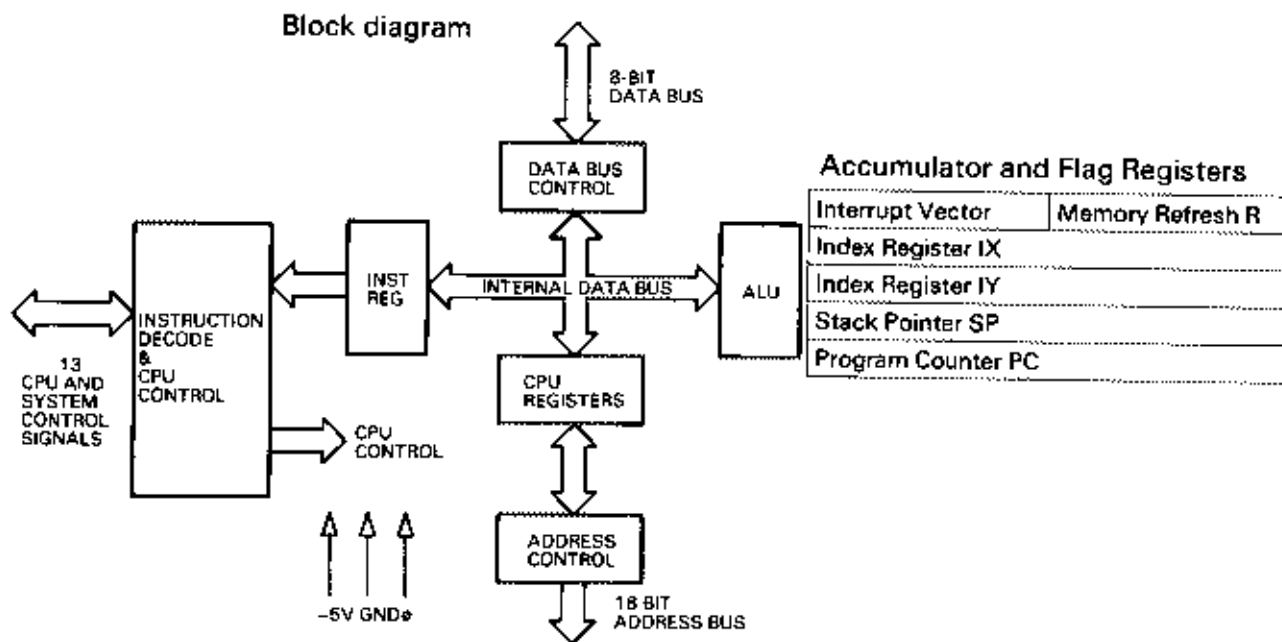 Block diagram
8-BIT
DATA BUS
DATA BUS
CONTROL
Accumulator and Flag Registers
Interrupt Vector Memory Refresh R
Index Register IX
Index Register IY
Stack Pointer SP
Program Counter PC
INST
REG
INTERNAL DATA BUS
ALU
INSTRUCTION
DECODE
&
CPU
CONTROL
13
CPU AND
SYSTEM
CONTROL
SIGNALS
CPU
REGISTERS
CPU
CONTROL
ADDRESS
CONTROL
–5V GND ø
16 BIT
ADDRESS BUS